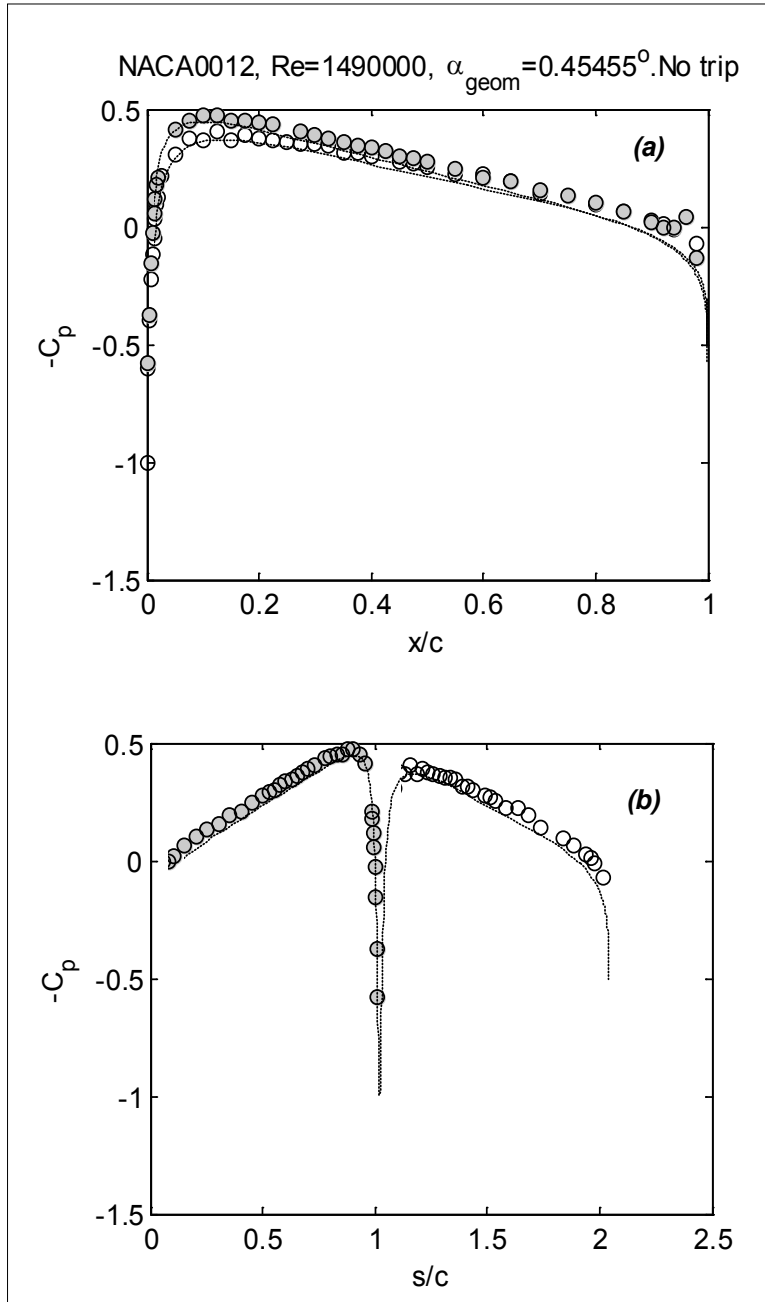 NACA0012, Re=1490000, α_geom=0.45455°.No trip
(a)
0.5
0
-0.5
-1
-1.5
-C_p
0 0.2 0.4 0.6 0.8 1
x/c
(b)
0.5
0
-0.5
-1
-1.5
-C_p
0 0.5 1 1.5 2 2.5
s/c